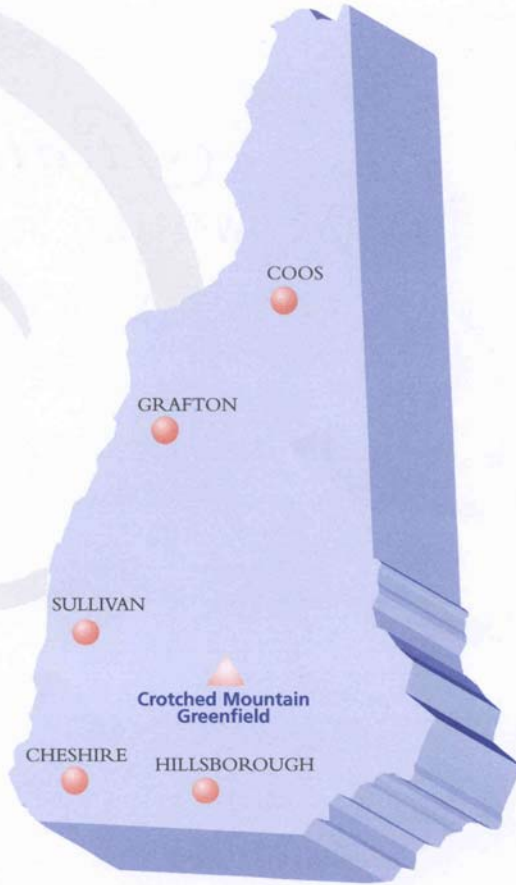 COOS
GRAFTON
SULLIVAN
Crotched Mountain
Greenfield
CHESHIRE
HILLSBOROUGH